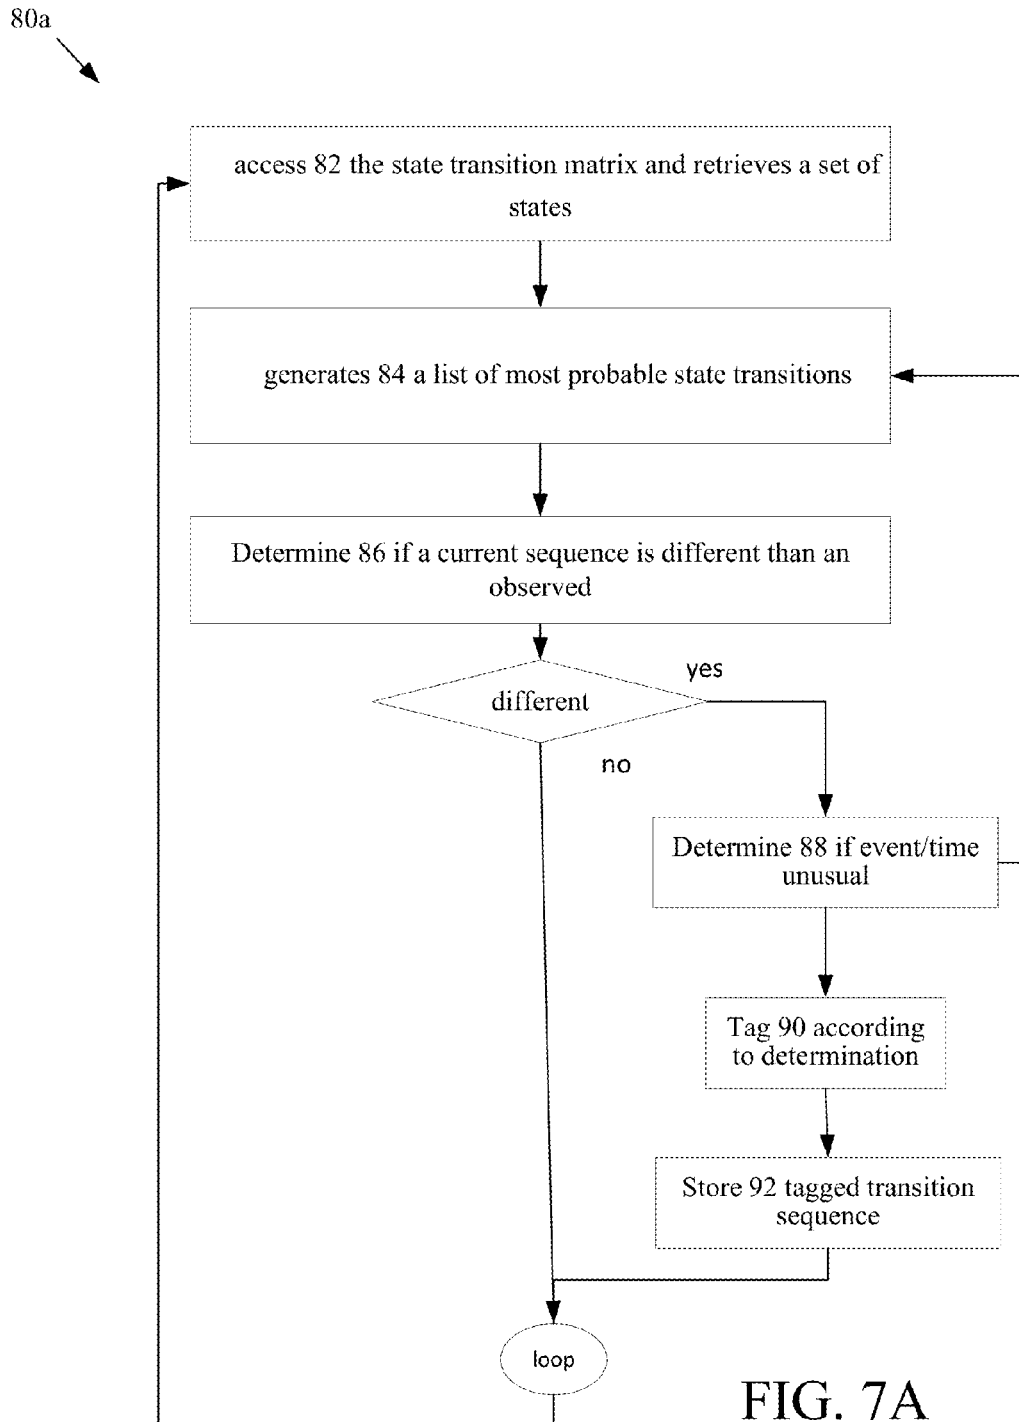 80a
access 82 the state transition matrix and retrieves a set of
states
generates 84 a list of most probable state transitions
Determine 86 if a current sequence is different than an
observed
different
yes
no
Determine 88 if event/time
unusual
Tag 90 according
to determination
Store 92 tagged transition
sequence
loop
FIG. 7A